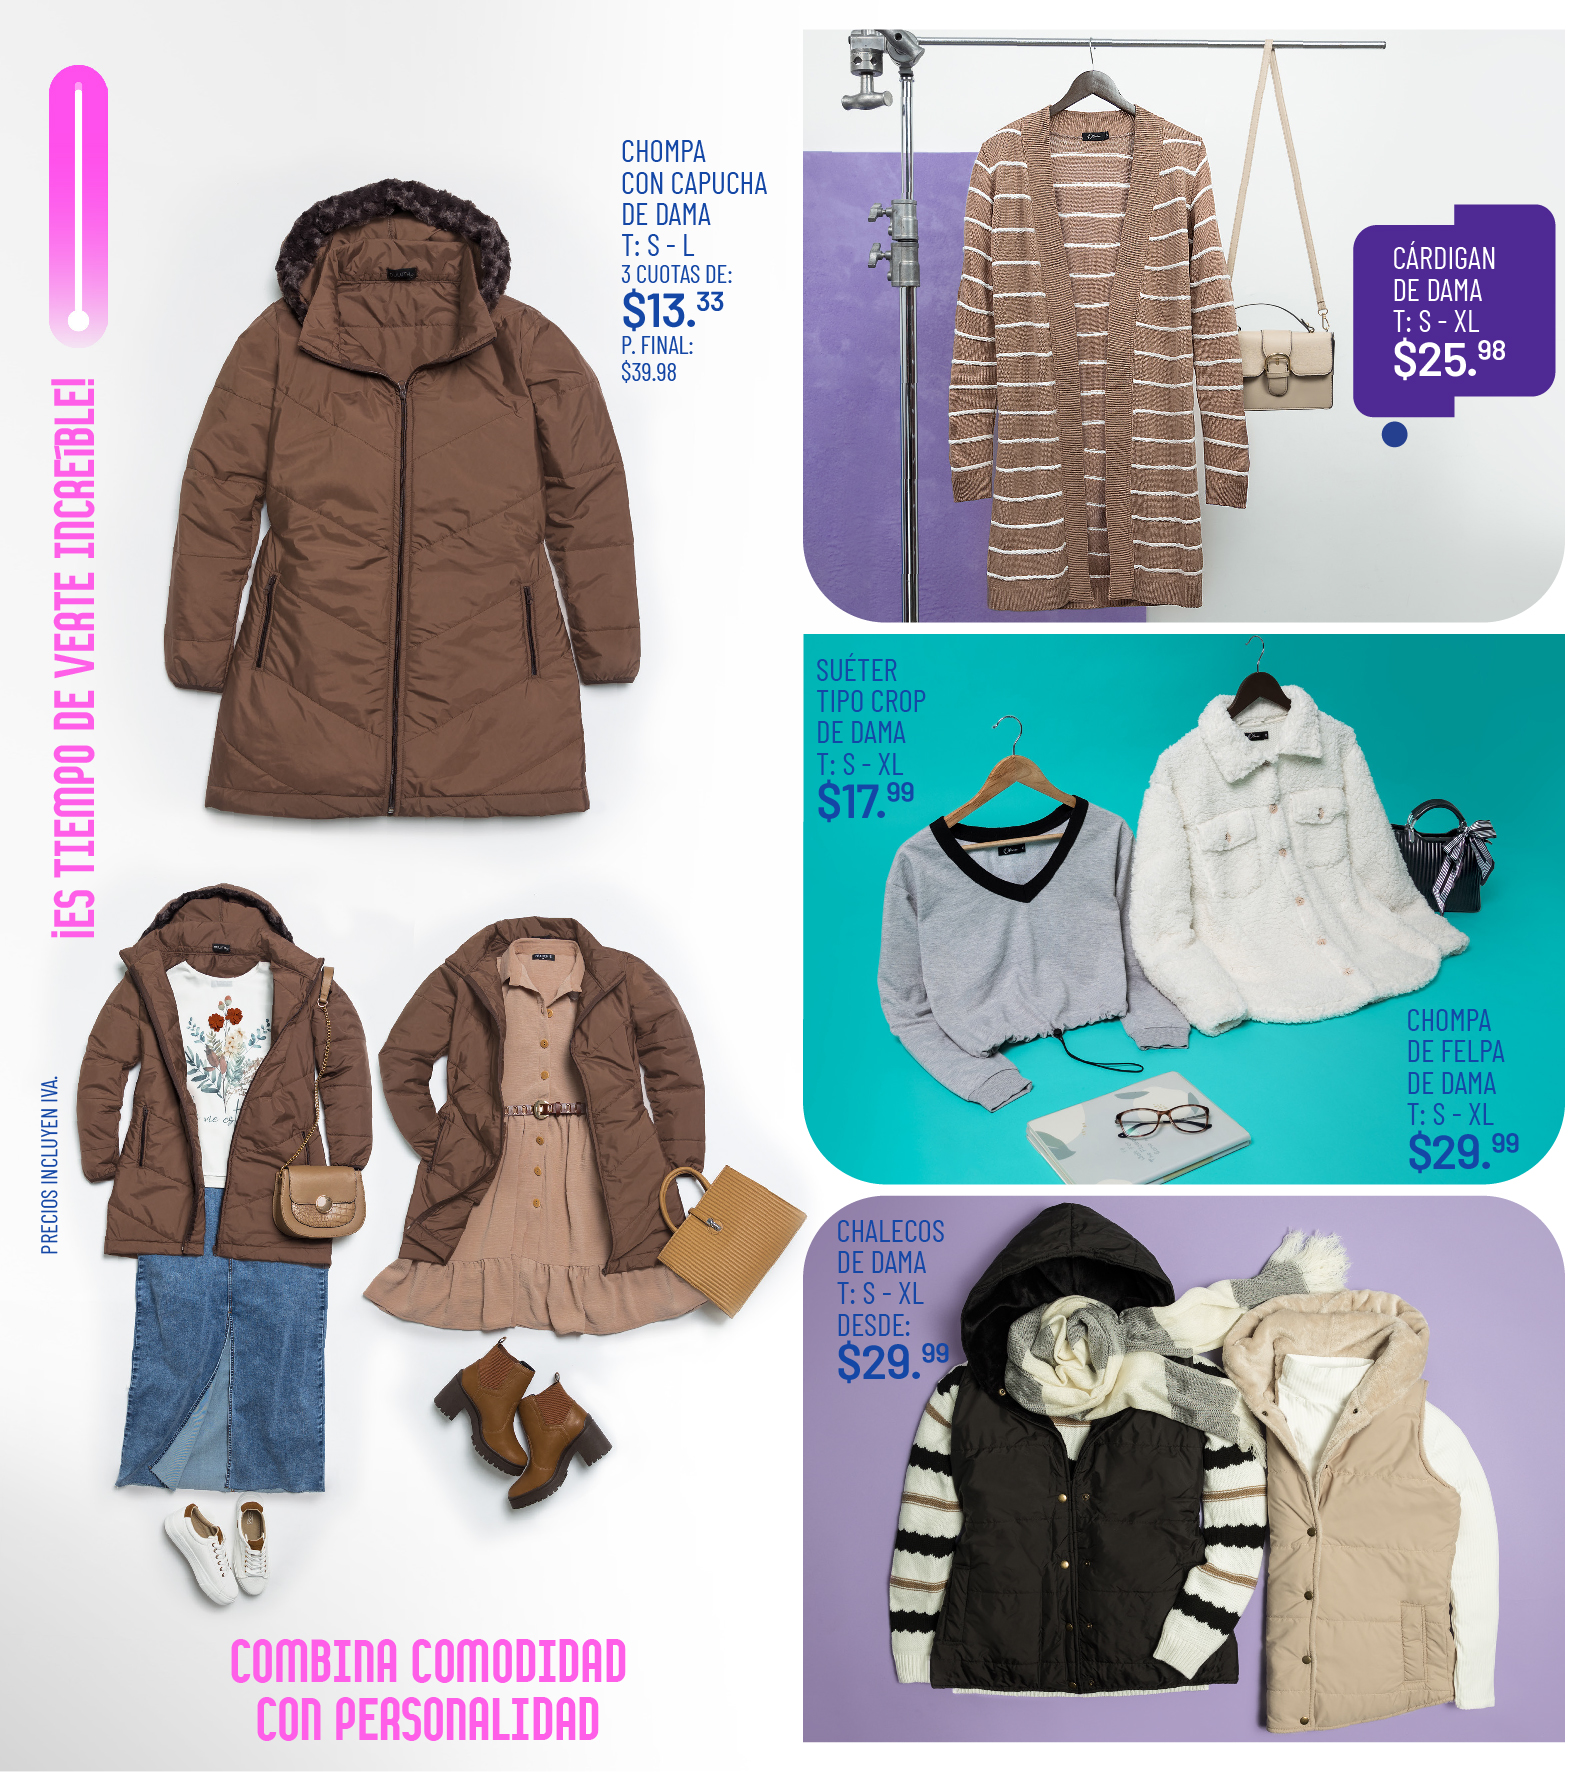 ¡ES TIEMPO DE VERTE INCREÍBLE!
CHOMPA
CON CAPUCHA
DE DAMA
T: S - L
3 CUOTAS DE:
$13.33
P. FINAL:
$39.98
PRECIOS INCLUYEN IVA.
COMBINA COMODIDAD
CON PERSONALIDAD
CÁRDIGAN
DE DAMA
T: S - XL
$25.98
SUÉTER
TIPO CROP
DE DAMA
T: S - XL
$17.99
CHOMPA
DE FELPA
DE DAMA
T: S - XL
$29.99
CHALECOS
DE DAMA
T: S - XL
DESDE:
$29.99